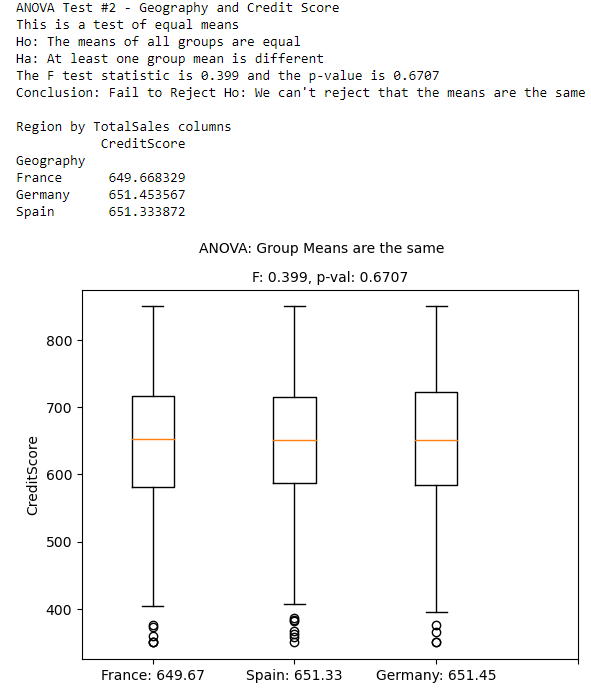 ANOVA Test #2 - Geography and Credit Score
This is a test of equal means
Ho: The means of all groups are equal
Ha: At least one group mean is different
The F test statistic is 0.399 and the p-value is 0.6707
Conclusion: Fail to Reject Ho: We can't reject that the means are the same
Region by TotalSales columns
CreditScore
Geography
France 649.668329
Germany 651.453567
Spain 651.333872
ANOVA: Group Means are the same
F: 0.399, p-val: 0.6707
800
700
600
500
400
CreditScore
France: 649.67 Spain: 651.33 Germany: 651.45